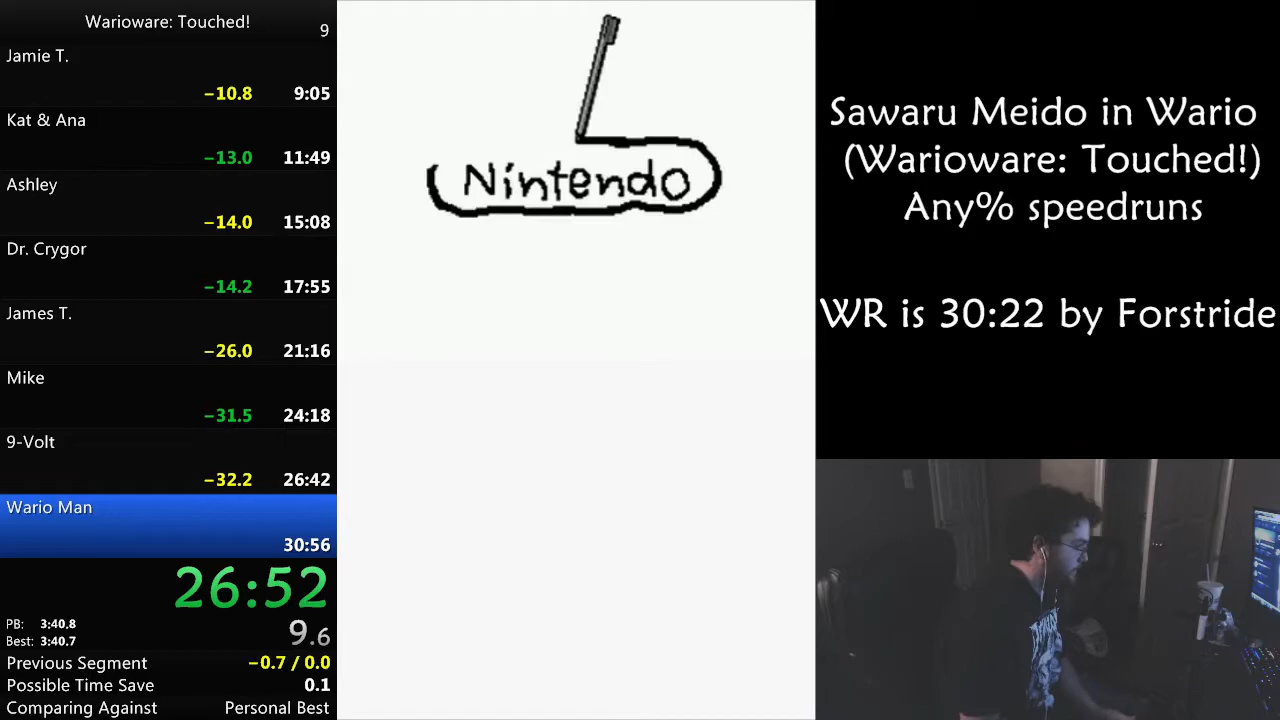 Warioware: Touched!
9
Jamie T.
-10.8 9:05
Kat & Ana
-13.0 11:49
Ashley
-14.0 15:08
Dr. Crygor
-14.2 17:55
James T.
-26.0 21:16
Mike
-31.5 24:18
9-Volt
-32.2 26:42
Wario Man
30:56
26:52
PB: 3:40.8
Best: 3:40.7
9.6
Previous Segment -0.7 / 0.0
Possible Time Save 0.1
Comparing Against Personal Best
Nintendo
Sawaru Meido in Wario
(Warioware: Touched!)
Any% speedruns
WR is 30:22 by Forstride